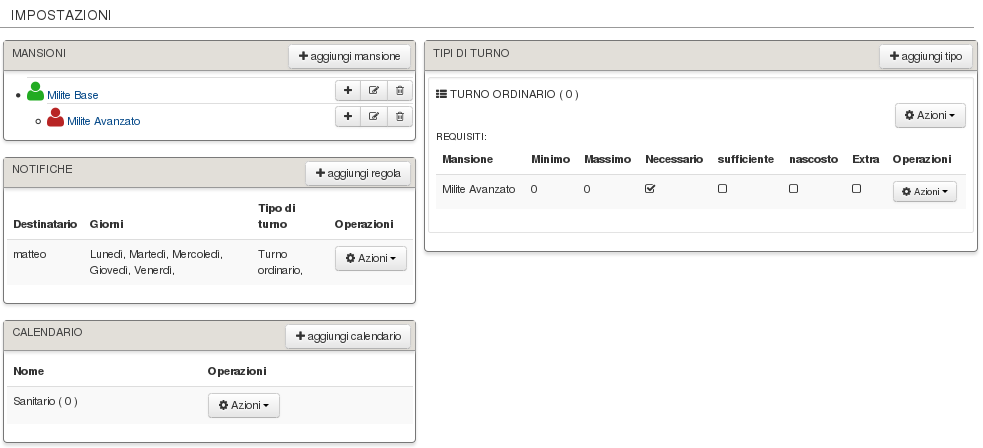 IMPOSTAZIONI
MANSIONI
aggiungi mansione
Milite Base
Milite Avanzato
NOTIFICHE
aggiungi regola
Destinatario Giorni Tipo di turno Operazioni
matteo Lunedì, Martedì, Mercoledì, Giovedì, Venerdì, Turno ordinario, Azioni
CALENDARIO
aggiungi calendario
Nome Operazioni
Sanitario ( 0 ) Azioni
TIPI DI TURNO
aggiungi tipo
TURNO ORDINARIO ( 0 )
Azioni
REQUISITI:
Mansione Minimo Massimo Necessario sufficiente nascosto Extra Operazioni
Milite Avanzato 0 0 Azioni